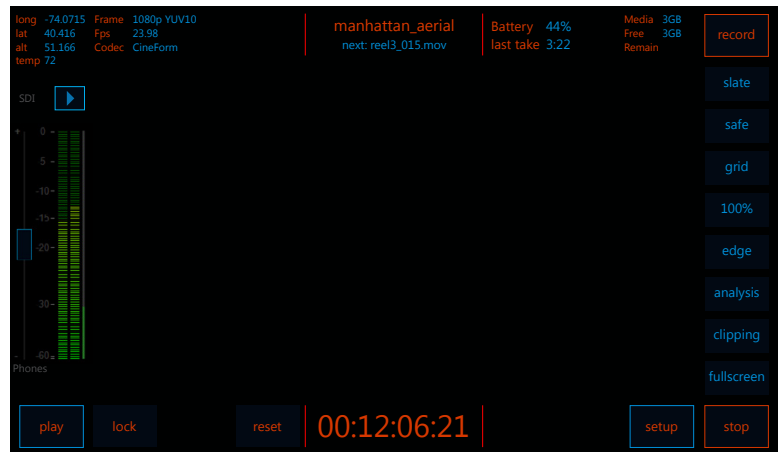 long -74.0715 Frame 1080p YUV10
lat 40.416 Fps 23.98
alt 51.166 Codec CineForm
temp 72
manhattan_aerial
next: reel3_015.mov
Battery 44%
last take 3:22
Media 3GB
Free 3GB
Remain
record
SDI
slate
safe
grid
100%
edge
analysis
clipping
fullscreen
+
0 -
5 -
-10-
-15-
-20-
30-
-60-
-
Phones
play
lock
reset
00:12:06:21
setup
stop